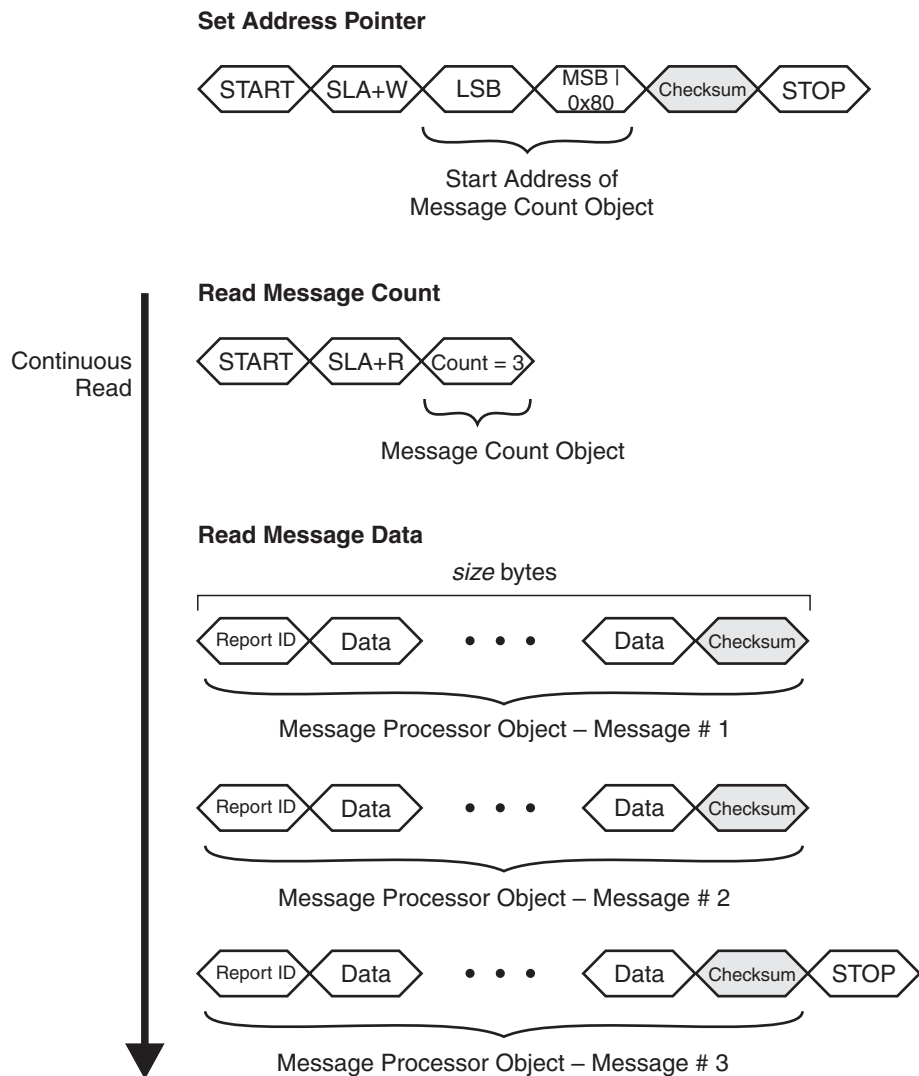 Set Address Pointer
START SLA+W LSB MSB | 0x80 Checksum STOP
Start Address of
Message Count Object
Read Message Count
Continuous
Read
START SLA+R Count = 3
Message Count Object
Read Message Data
size bytes
Report ID Data • • • Data Checksum
Message Processor Object – Message # 1
Report ID Data • • • Data Checksum
Message Processor Object – Message # 2
Report ID Data • • • Data Checksum STOP
Message Processor Object – Message # 3